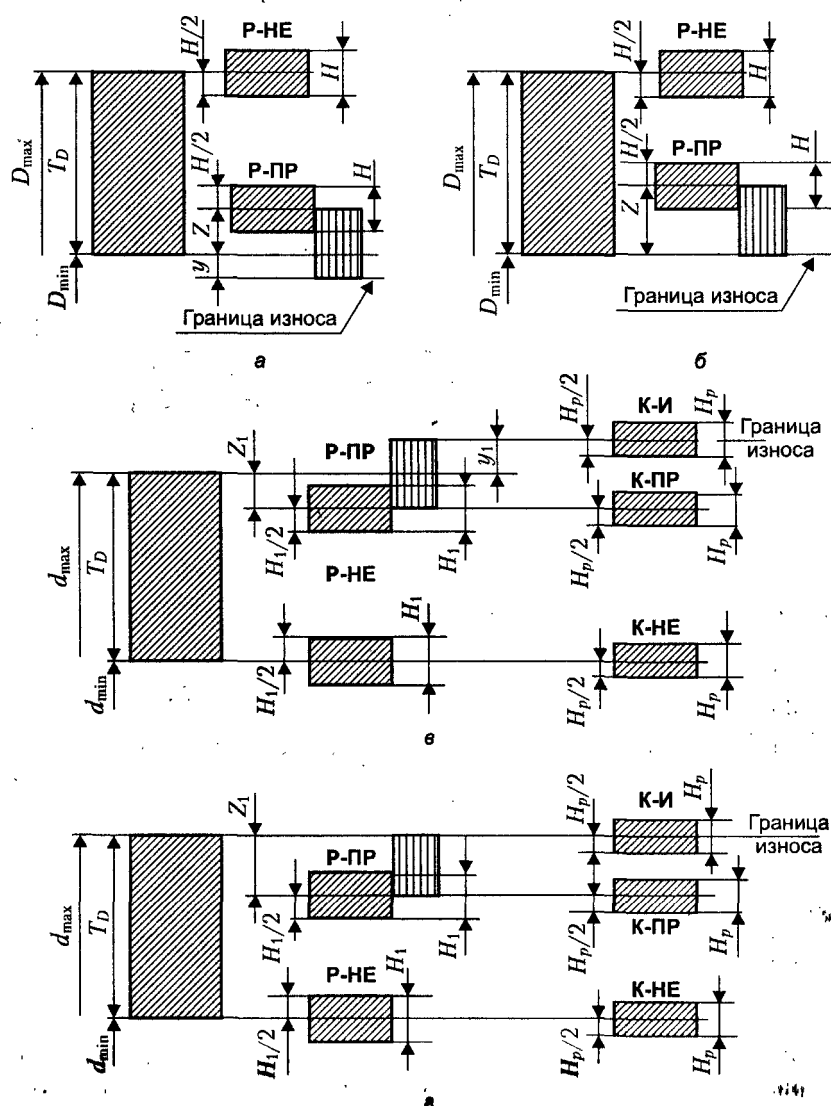 Р-НЕ
H/2
H
D_max
T_D
H/2
Р-ПР
H
Z
y
D_min
Граница износа
а
Р-НЕ
H/2
H
D_max
T_D
H/2
Р-ПР
H
Z
D_min
Граница износа
б
Z_1
Р-ПР
y_1
H_p/2
К-И
H_p
Граница
износа
К-ПР
d_max
T_D
H_1/2
H_1
H_p/2
H_p
Р-НЕ
H_1
К-НЕ
d_min
H_1/2
H_p/2
H_p
в
Z_1
H_p/2
К-И
H_p
Граница
износа
Р-ПР
d_max
T_D
H_1/2
H_1
H_p/2
К-ПР
H_p
Р-НЕ
H_1
К-НЕ
d_min
H_1/2
H_p/2
H_p